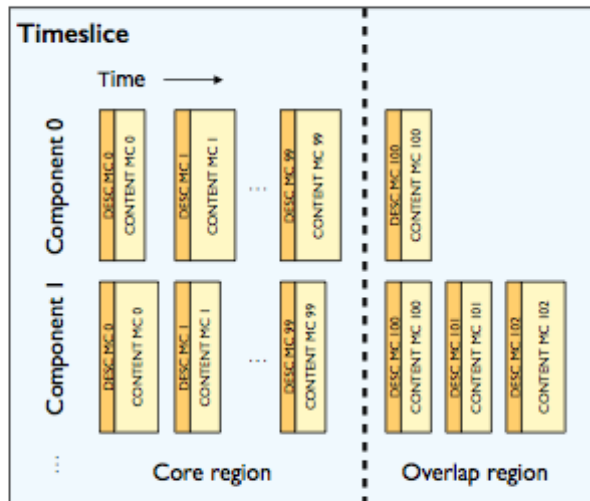 Timeslice
Time
Component 0
DESC MC 0
CONTENT MC 0
DESC MC 1
CONTENT MC 1
...
DESC MC 99
CONTENT MC 99
DESC MC 100
CONTENT MC 100
Component 1
DESC MC 0
CONTENT MC 0
DESC MC 1
CONTENT MC 1
...
DESC MC 99
CONTENT MC 99
DESC MC 100
CONTENT MC 100
DESC MC 101
CONTENT MC 101
DESC MC 102
CONTENT MC 102
...
Core region
Overlap region